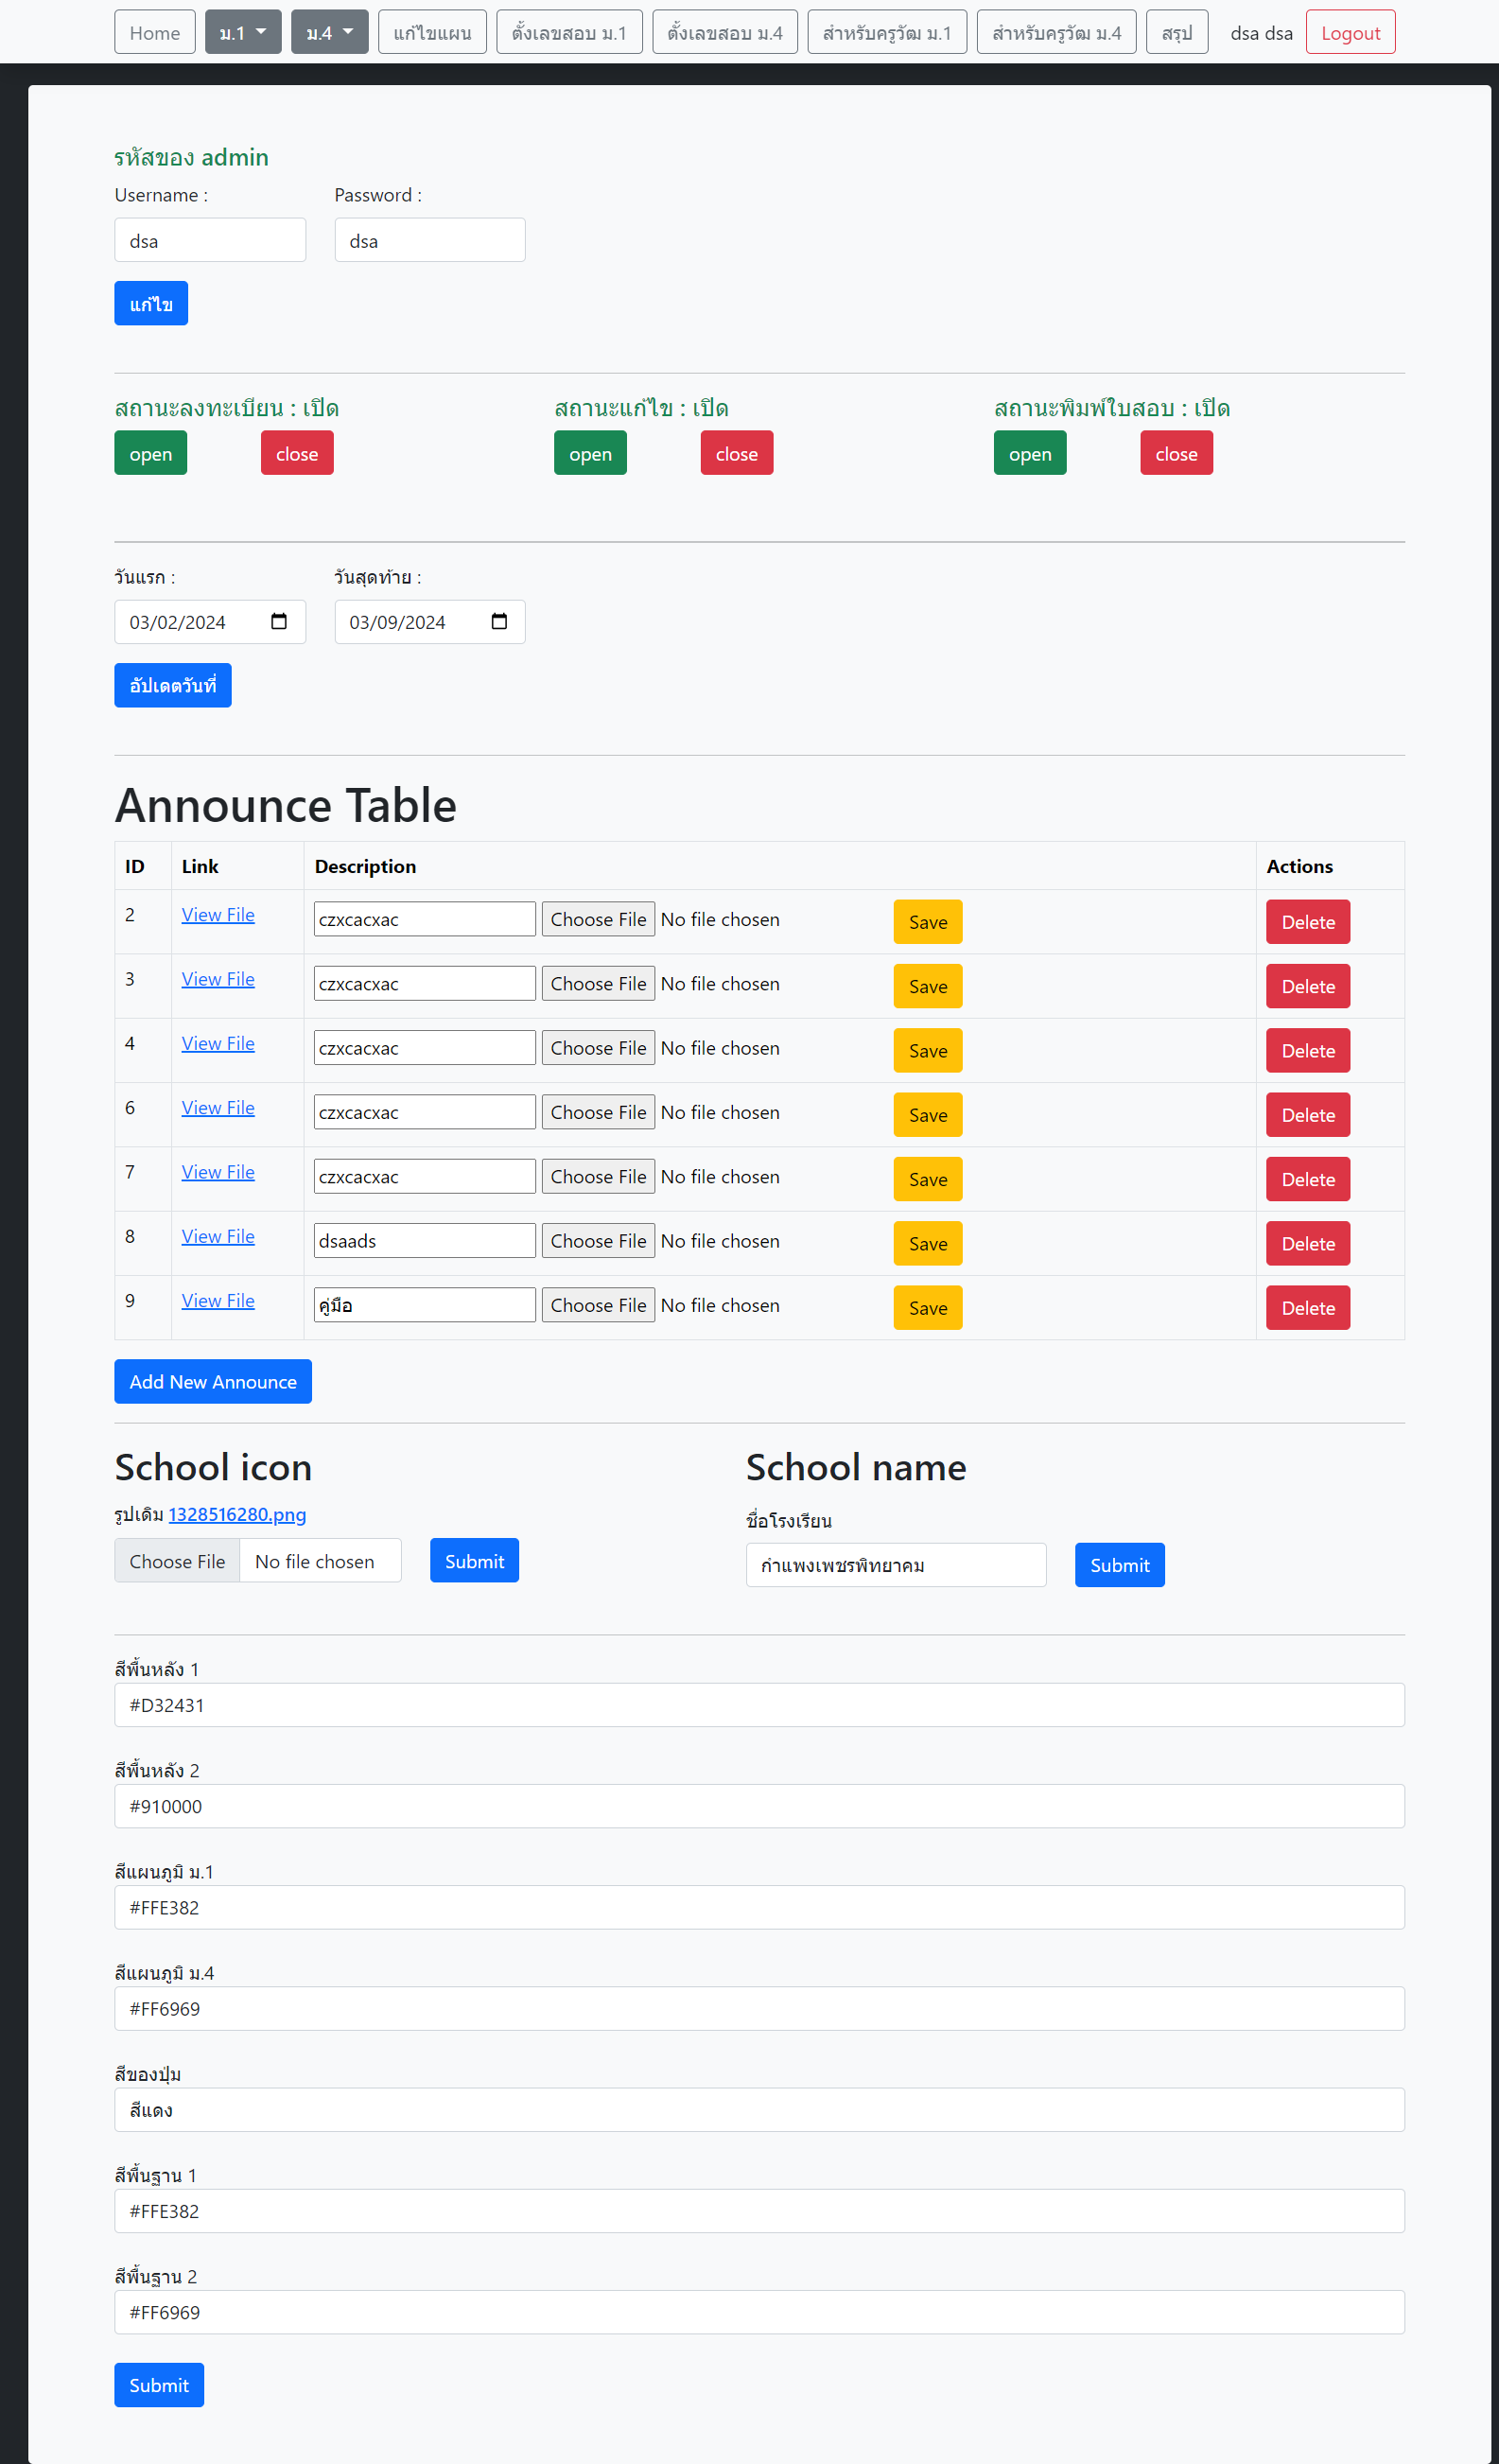 Home ม.1 ม.4 แก้ไขแผน ตั้งเลขสอบ ม.1 ตั้งเลขสอบ ม.4 สำหรับครูวัฒ ม.1 สำหรับครูวัฒ ม.4 สรุป dsa dsa Logout
รหัสของ admin
Username : Password :
dsa dsa
แก้ไข
สถานะลงทะเบียน : เปิด สถานะแก้ไข : เปิด สถานะพิมพ์ใบสอบ : เปิด
open close open close open close
วันแรก : วันสุดท้าย :
03/02/2024 03/09/2024
อัปเดตวันที่
Announce Table
ID Link Description Actions
2 View File czxcacxac Choose File No file chosen Save Delete
3 View File czxcacxac Choose File No file chosen Save Delete
4 View File czxcacxac Choose File No file chosen Save Delete
6 View File czxcacxac Choose File No file chosen Save Delete
7 View File czxcacxac Choose File No file chosen Save Delete
8 View File dsaads Choose File No file chosen Save Delete
9 View File คู่มือ Choose File No file chosen Save Delete
Add New Announce
School icon School name
รูปเดิม 1328516280.png ชื่อโรงเรียน
Choose File No file chosen Submit กำแพงเพชรพิทยาคม Submit
สีพื้นหลัง 1
#D32431
สีพื้นหลัง 2
#910000
สีแผนภูมิ ม.1
#FFE382
สีแผนภูมิ ม.4
#FF6969
สีของปุ่ม
สีแดง
สีพื้นฐาน 1
#FFE382
สีพื้นฐาน 2
#FF6969
Submit